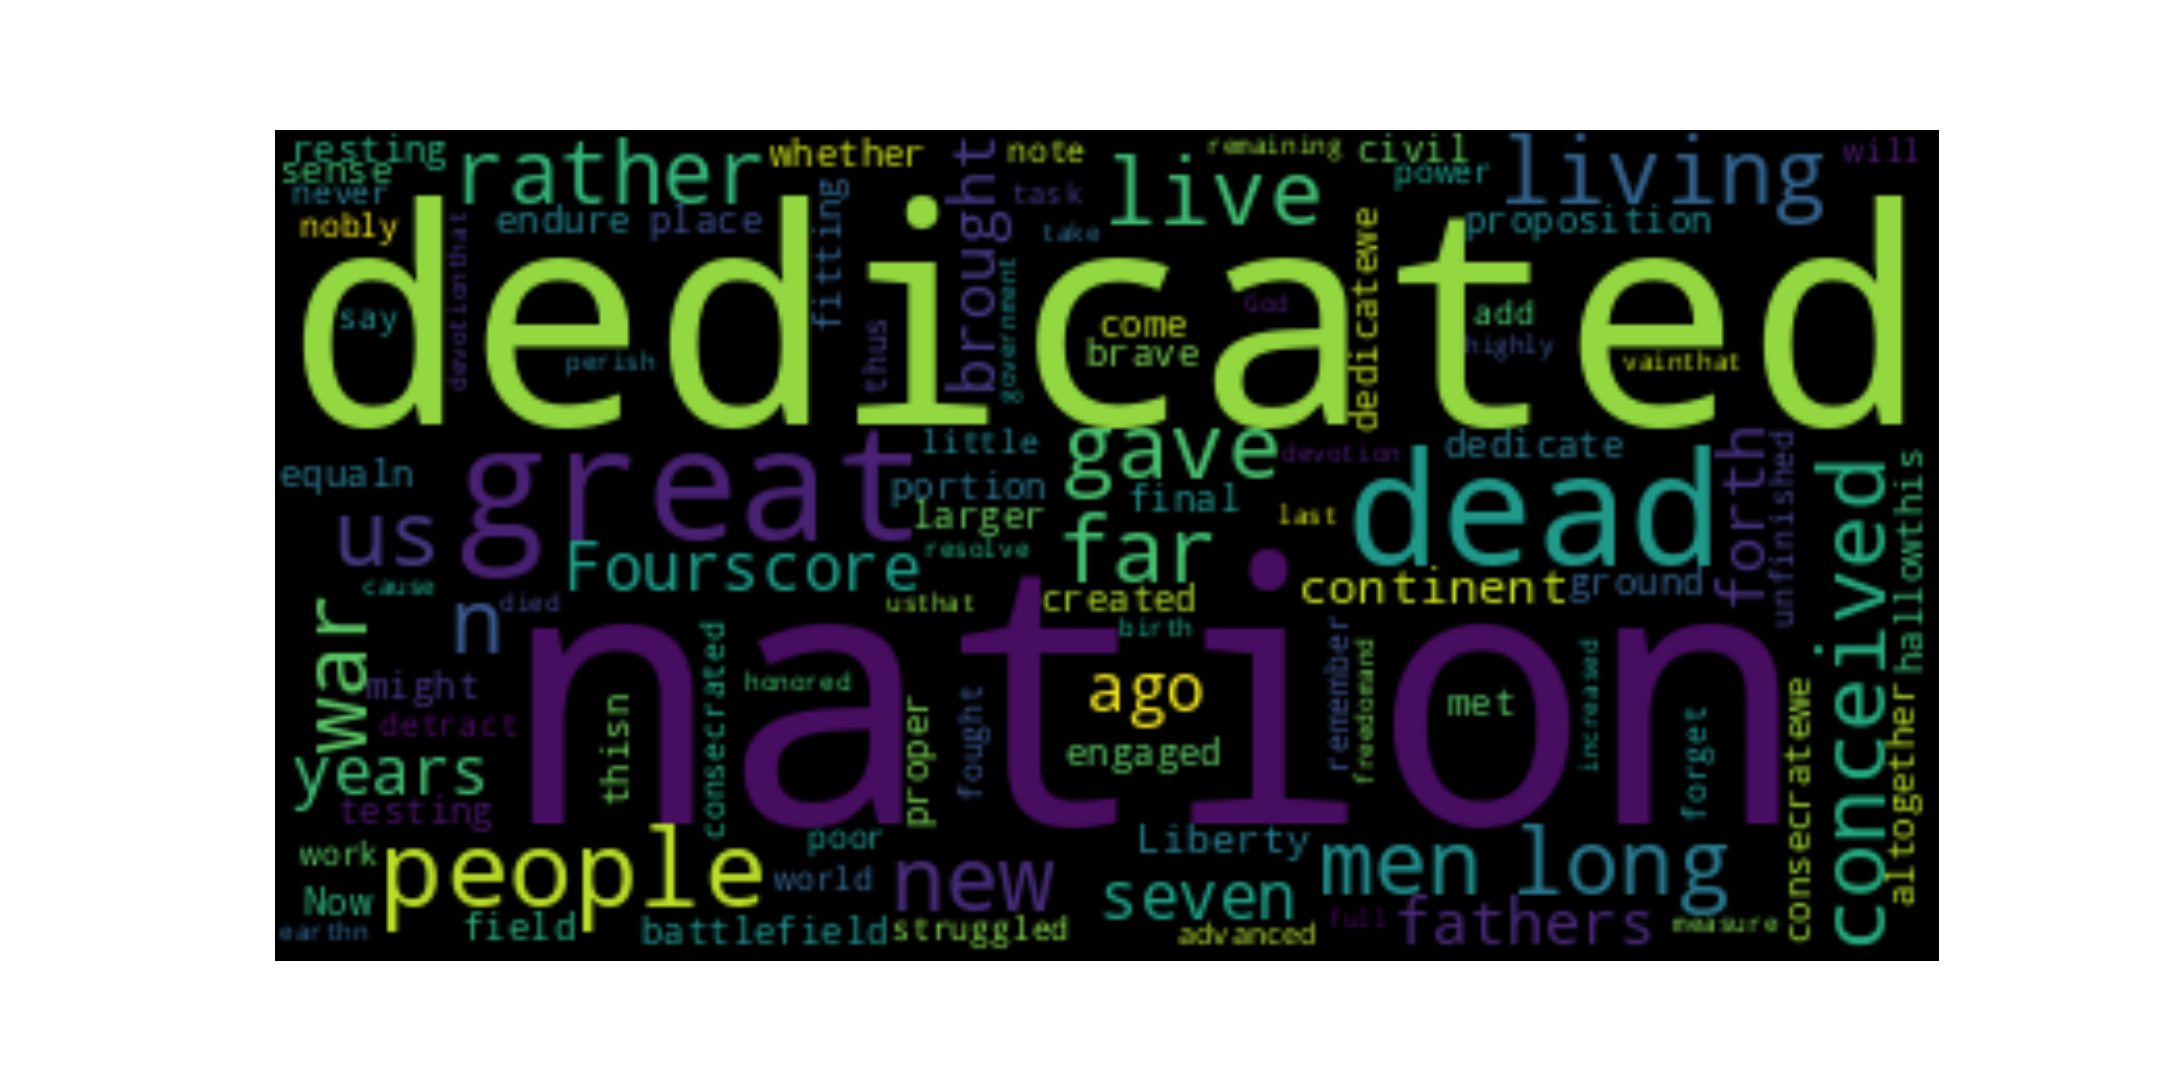 resting
sense
never
nobly
rather
whether
endure
place
fitting
brought
note
task
take
live
remaining
civil
power
living
will
proposition
dedicated
say
devotionthat
perish
thus
government
come
brave
God
dedicatewe
add
highly
vainthat
equaln
great
us
little
portion
larger
resolve
gave
final
far
devotion
last
dedicate
dead
forth
unfinished
conceived
hallowthis
Fourscore
cause
n
died
usthat
created
birth
continent
ground
nation
war
might
detract
years
testing
thisn
consecrated
honored
proper
fought
ago
engaged
remember
freedomand
met
increased
forget
consecratewe
altogether
work
Now
earthn
people
field
poor
world
battlefield
new
struggled
Liberty
seven
advanced
men
long
full
fathers
measure